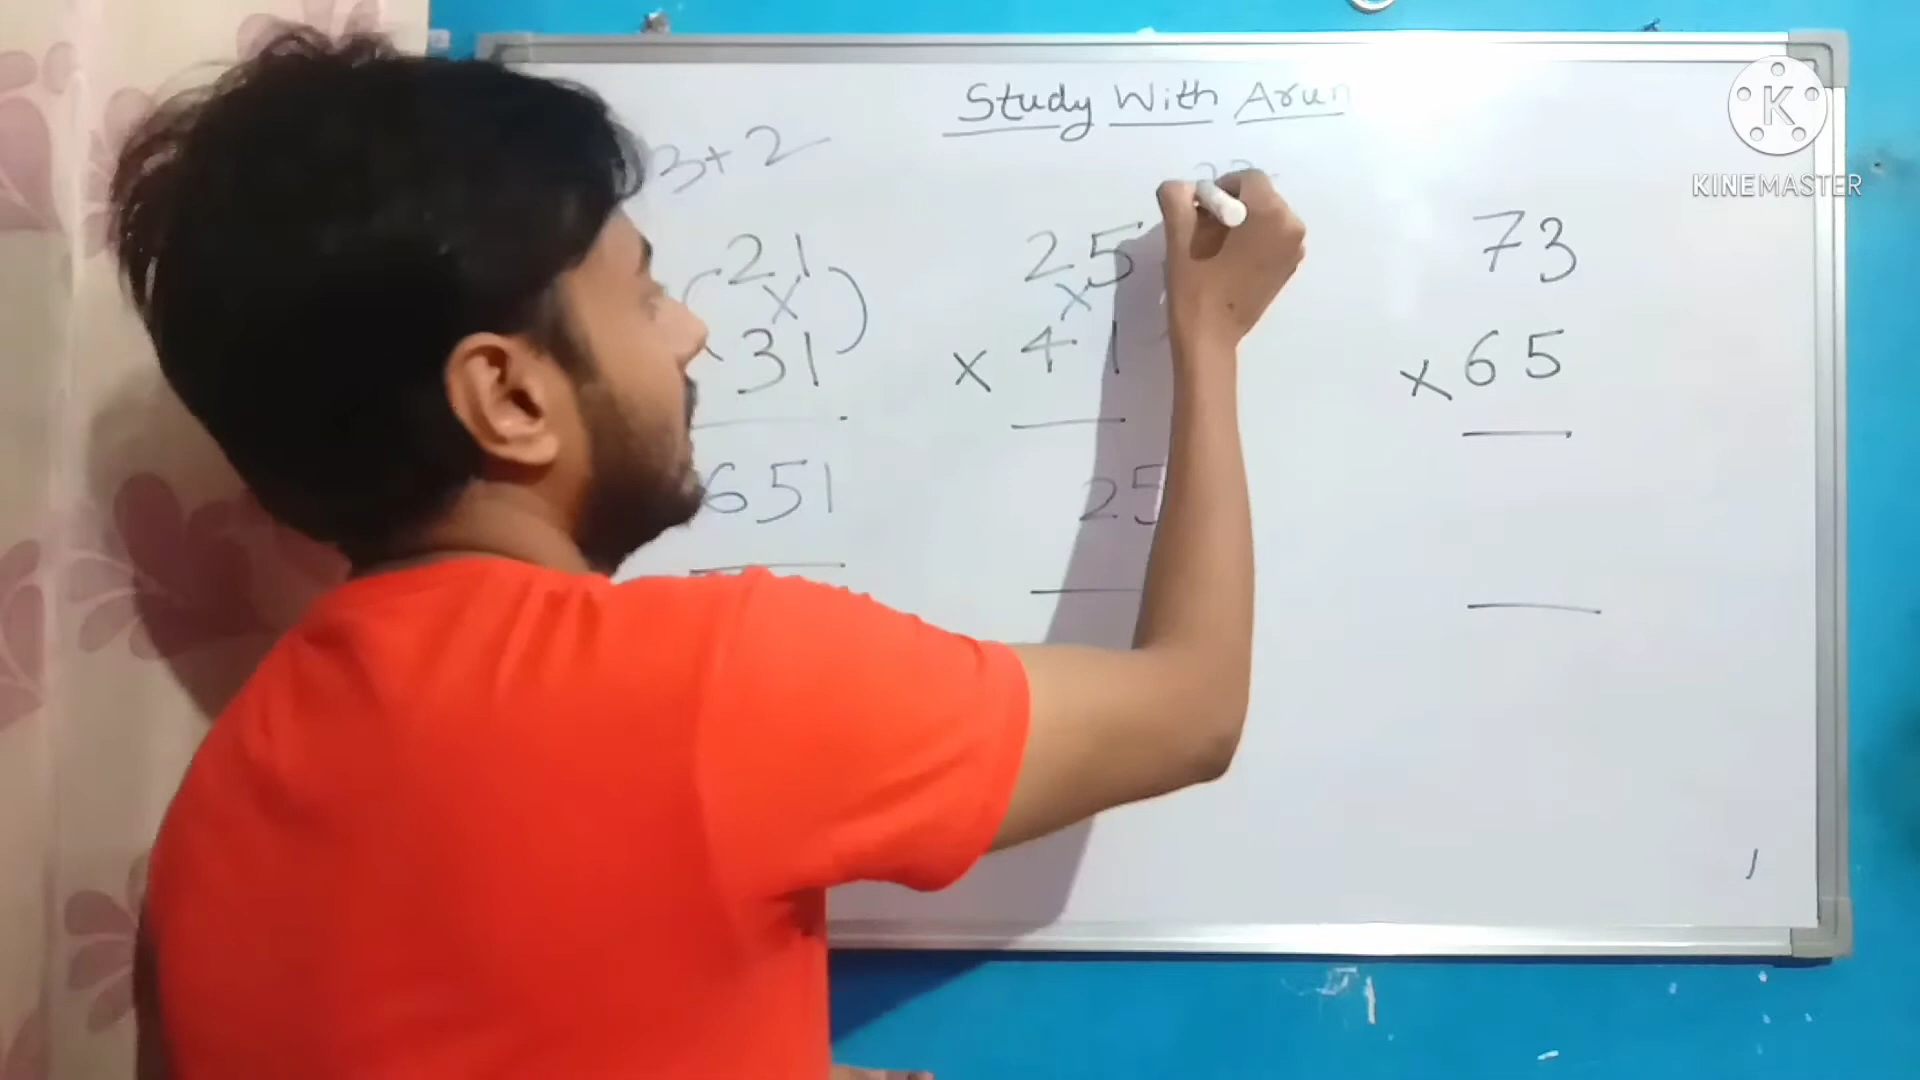 Study With Arun
K
KINEMASTER
3+2
21
X
31
651
25
X
× 41
25
73
× 65